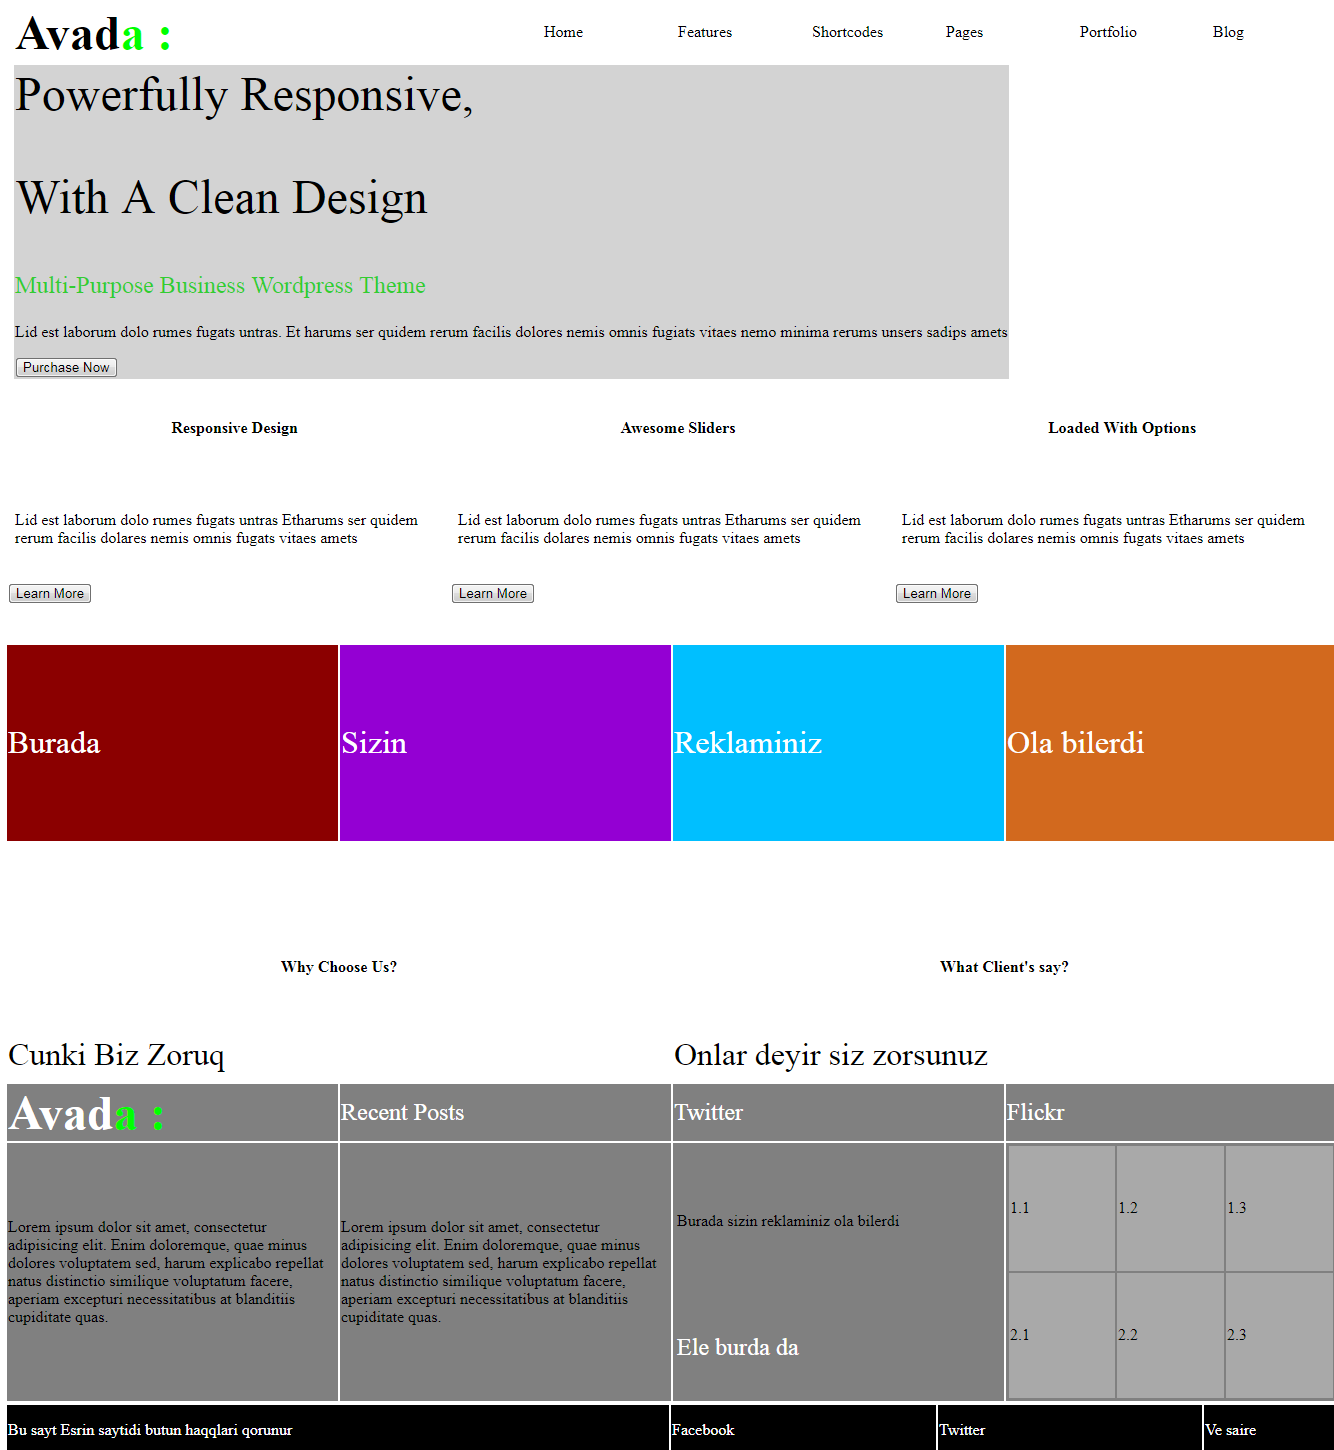 Avada :
Home Features Shortcodes Pages Portfolio Blog
Powerfully Responsive,
With A Clean Design
Multi-Purpose Business Wordpress Theme
Lid est laborum dolo rumes fugats untras. Et harums ser quidem rerum facilis dolores nemis omnis fugiats vitaes nemo minima rerums unsers sadips amets
Purchase Now
Responsive Design
Lid est laborum dolo rumes fugats untras Etharums ser quidem
rerum facilis dolares nemis omnis fugats vitaes amets
Learn More
Awesome Sliders
Lid est laborum dolo rumes fugats untras Etharums ser quidem
rerum facilis dolares nemis omnis fugats vitaes amets
Learn More
Loaded With Options
Lid est laborum dolo rumes fugats untras Etharums ser quidem
rerum facilis dolares nemis omnis fugats vitaes amets
Learn More
Burada
Sizin
Reklaminiz
Ola bilerdi
Why Choose Us?
Cunki Biz Zoruq
What Client's say?
Onlar deyir siz zorsunuz
Avada :
Recent Posts
Twitter
Flickr
Lorem ipsum dolor sit amet, consectetur
adipisicing elit. Enim doloremque, quae minus
dolores voluptatem sed, harum explicabo repellat
natus distinctio similique voluptatum facere,
aperiam excepturi necessitatibus at blanditiis
cupiditate quas.
Lorem ipsum dolor sit amet, consectetur
adipisicing elit. Enim doloremque, quae minus
dolores voluptatem sed, harum explicabo repellat
natus distinctio similique voluptatum facere,
aperiam excepturi necessitatibus at blanditiis
cupiditate quas.
Burada sizin reklaminiz ola bilerdi
Ele burda da
1.1 1.2 1.3
2.1 2.2 2.3
Bu sayt Esrin saytidi butun haqqlari qorunur
Facebook
Twitter
Ve saire